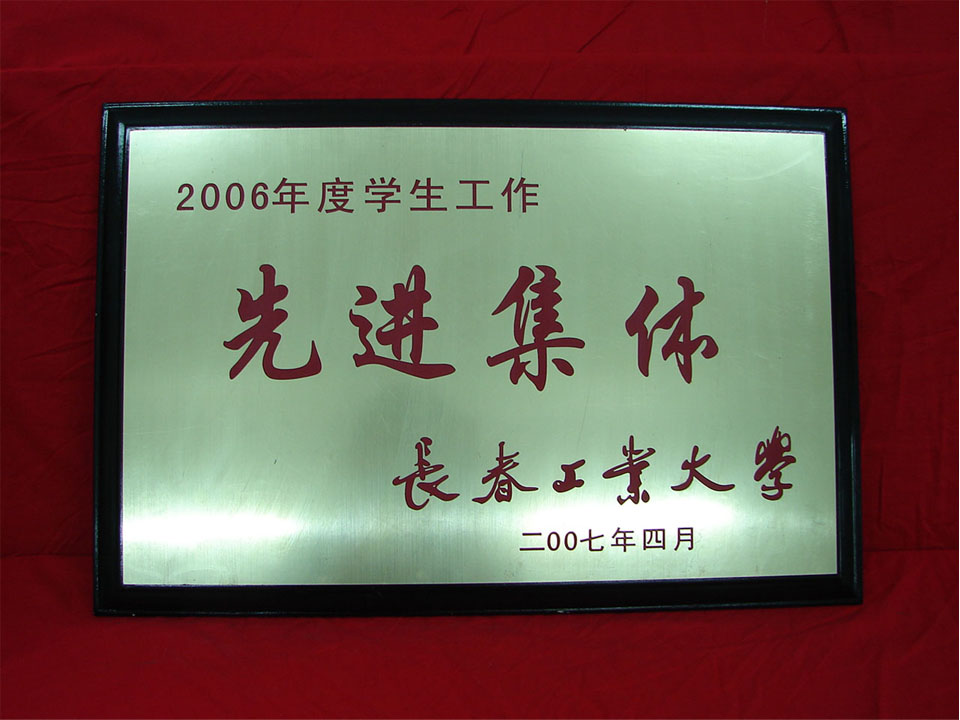 2006年度学生工作
先进集体
長春工業大學
二00七年四月